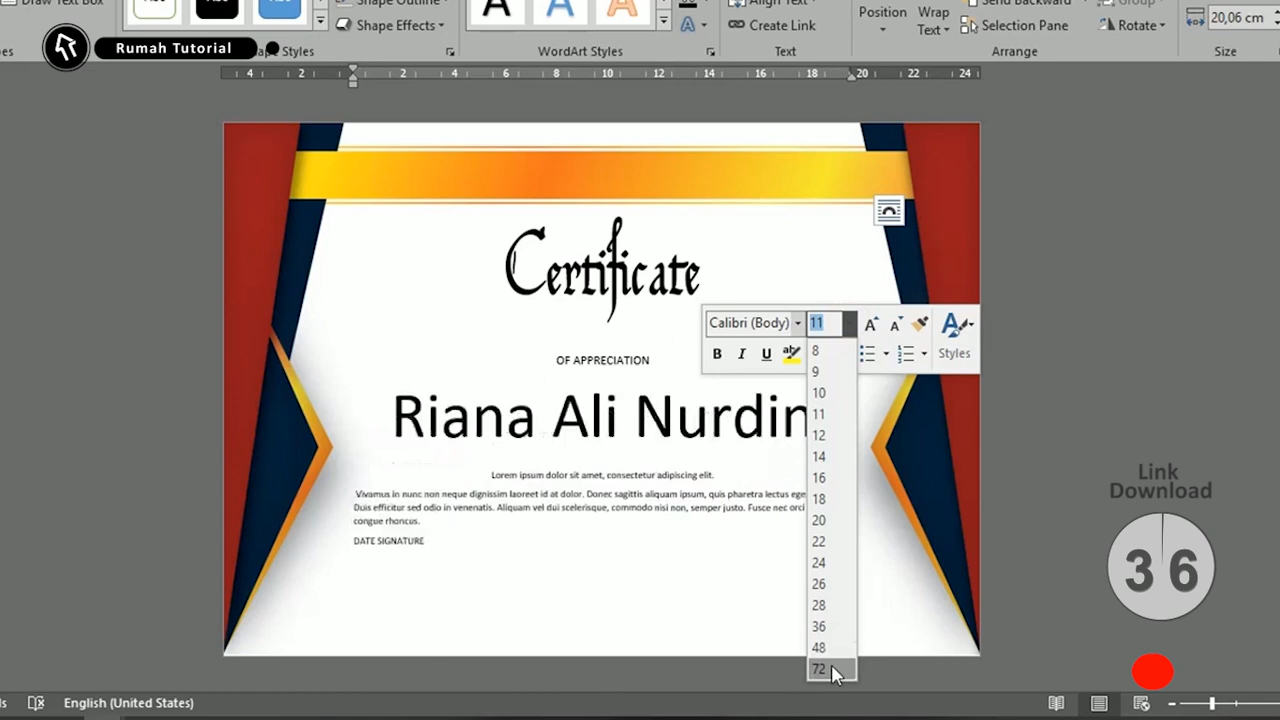 Draw Text Box
Abc
Abc
Abc
Shape Outline
Shape Effects
Align Text
Create Link
Position
Wrap
Text
Send Backward
Selection Pane
Group
Rotate
20,06 cm
Rumah Tutorial
Styles
WordArt Styles
Text
Arrange
Size
4 2 2 4 6 8 10 12 14 16 18 20 22 24
Certificate
Calibri (Body) 11
Styles
OF APPRECIATION
8
9
10
11
12
14
16
18
20
22
24
26
28
36
48
72
Riana Ali Nurdin
Lorem ipsum dolor sit amet, consectetur adipiscing elit.
Vivamus in nunc non neque dignissim laoreet id at dolor. Donec sagittis aliquam ipsum, quis pharetra lectus ege
Duis efficitur sed odio in venenatis. Aliquam vel dui scelerisque, commodo nisi non, semper justo. Fusce nec orci
congue rhoncus.
DATE SIGNATURE
Link
Download
36
English (United States)